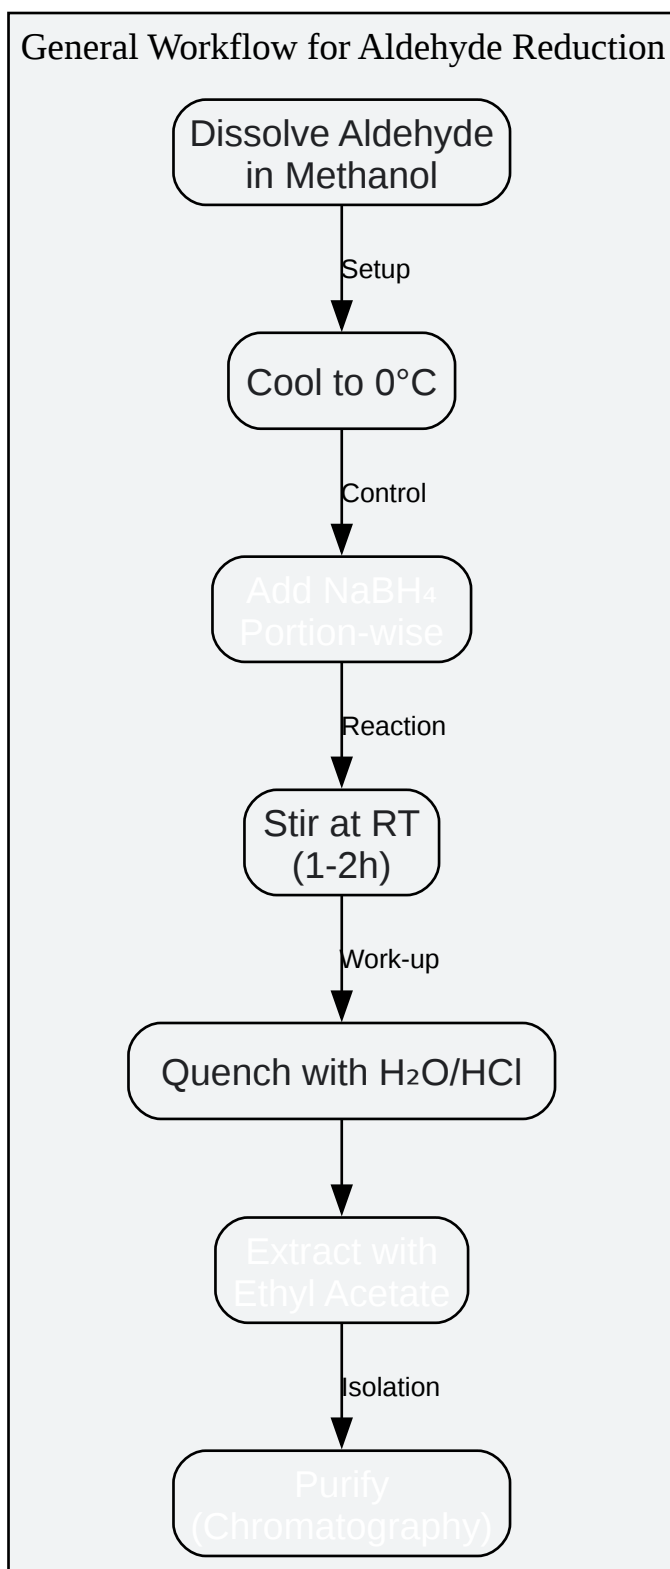 General Workflow for Aldehyde Reduction
Dissolve Aldehyde
in Methanol
Setup
Cool to 0°C
Control
Add NaBH₄
Portion-wise
Reaction
Stir at RT
(1-2h)
Work-up
Quench with H₂O/HCl
Extract with
Ethyl Acetate
Isolation
Purify
(Chromatography)